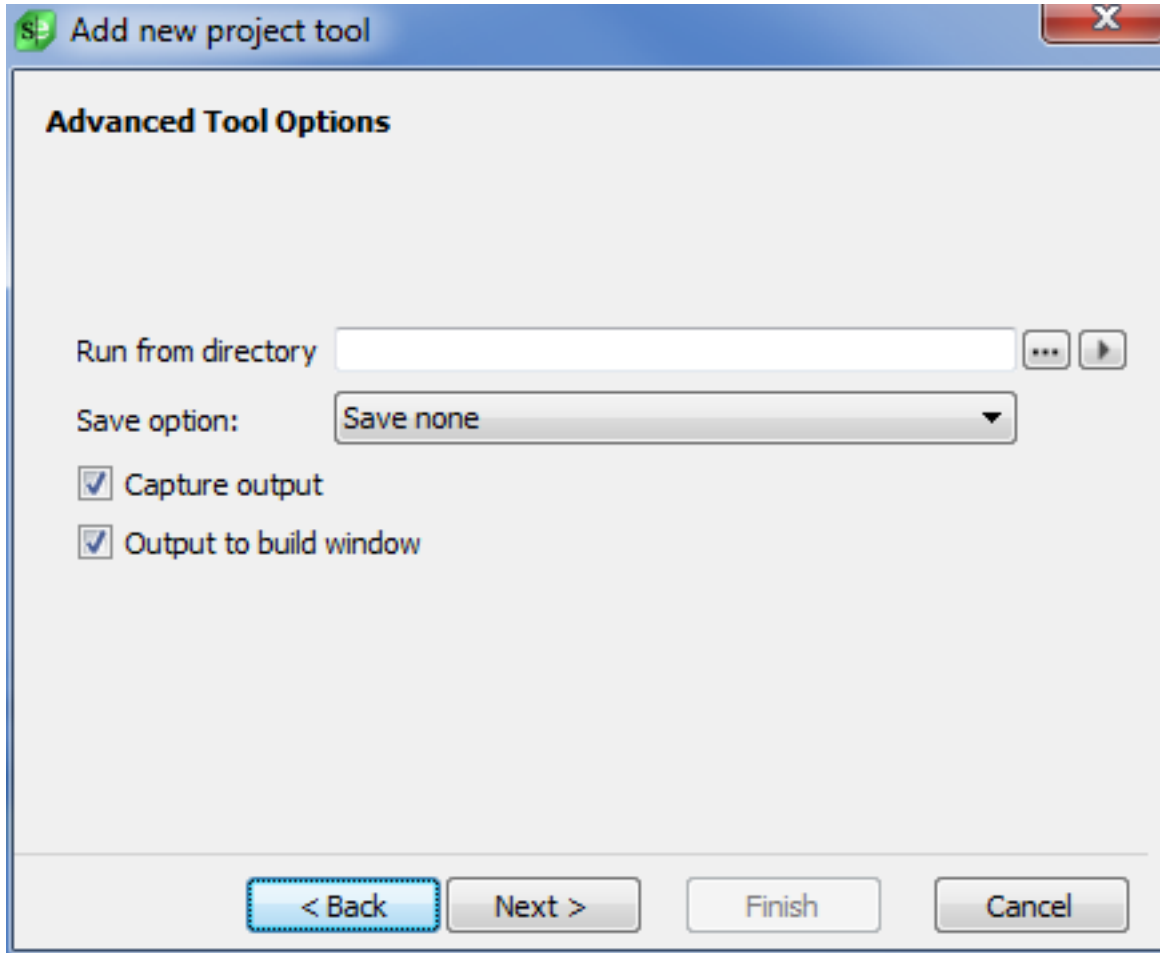 Add new project tool
Advanced Tool Options
Run from directory
Save option: Save none
Capture output
Output to build window
< Back Next > Finish Cancel